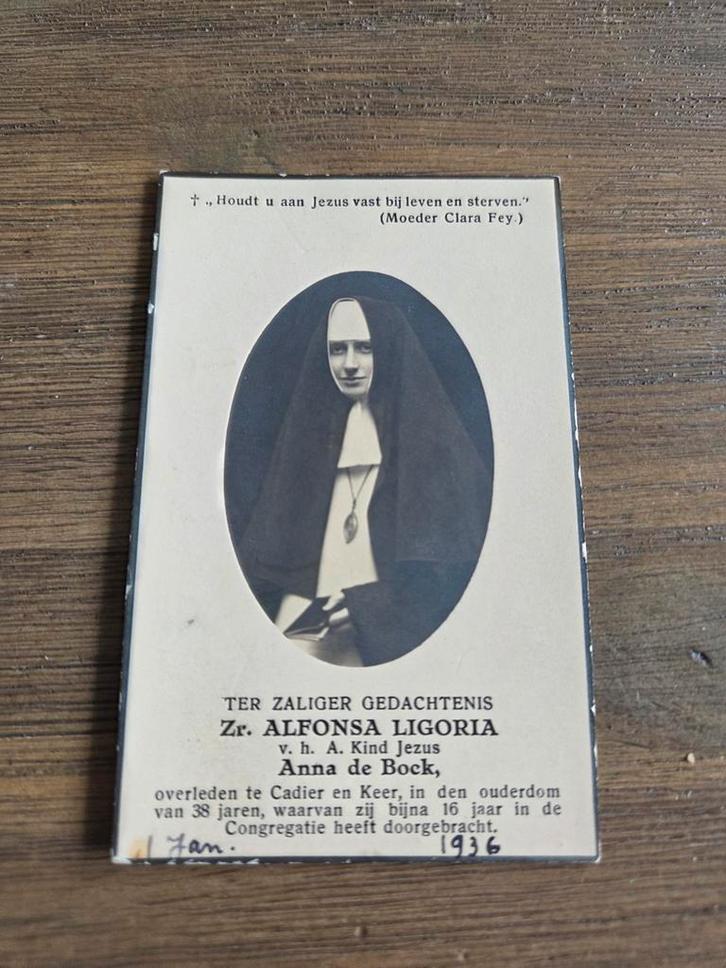 † „Houdt u aan Jezus vast bij leven en sterven.”
(Moeder Clara Fey.)
TER ZALIGER GEDACHTENIS
Zr. ALFONSA LIGORIA
v. h. A. Kind Jezus
Anna de Bock,
overleden te Cadier en Keer, in den ouderdom
van 38 jaren, waarvan zij bijna 16 jaar in de
Congregatie heeft doorgebracht.
Jan. 1936